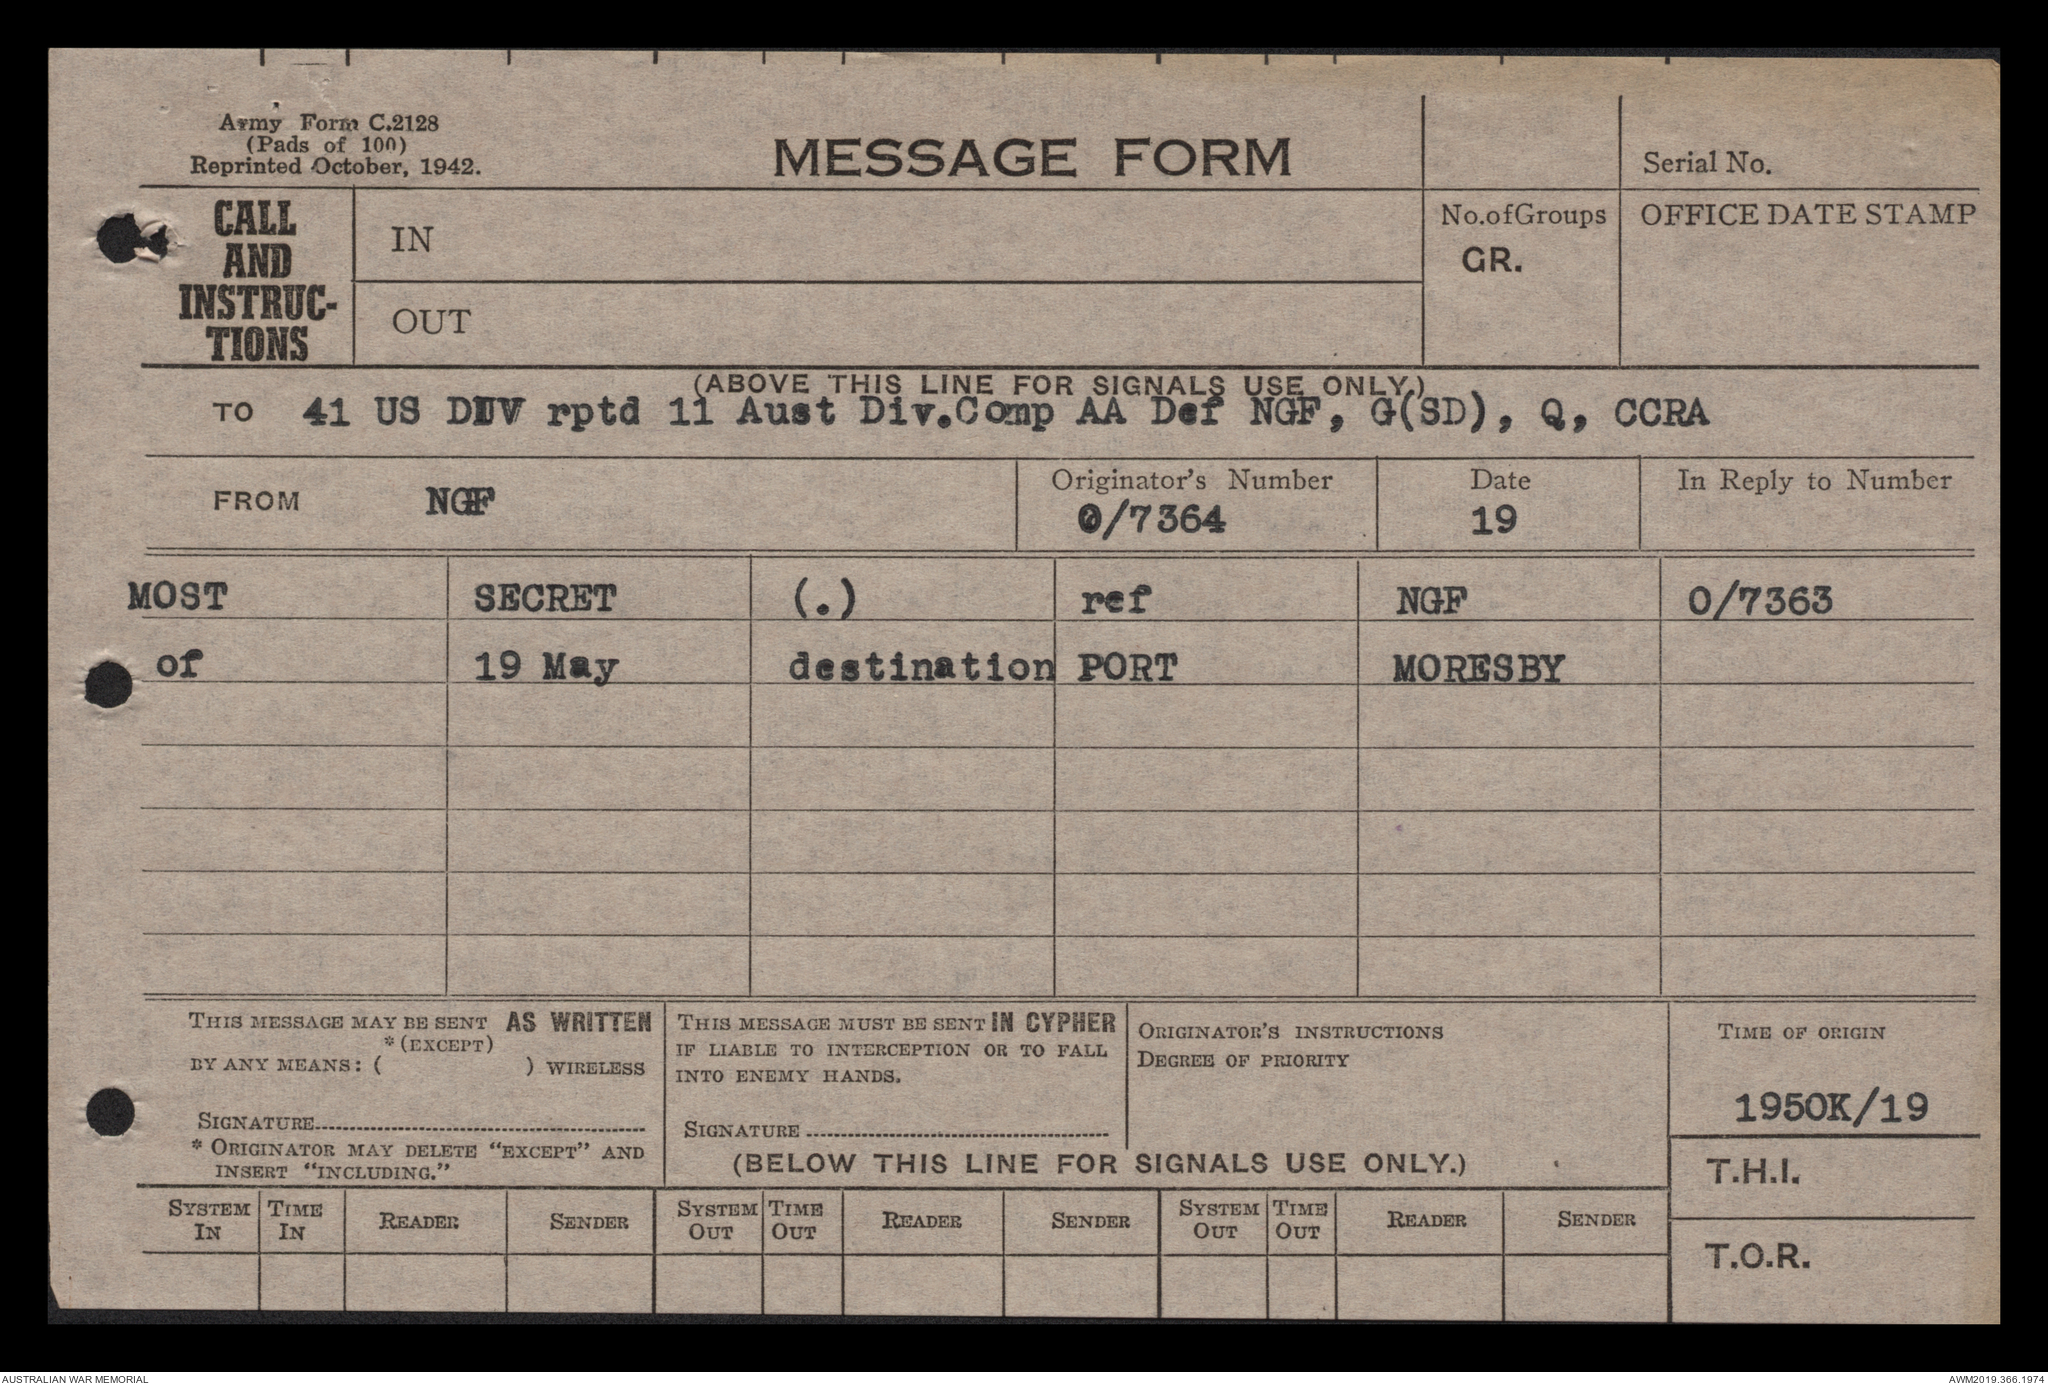 Army Form C.2128
(Pads of 100)
Reprinted October, 1942.
MESSAGE FORM
Serial No.
CALL
AND
INSTRUC-
TIONS
IN
OUT
No.ofGroups
GR.
OFFICE DATE STAMP
(ABOVE THIS LINE FOR SIGNALS USE ONLY.)
TO 41 US DIV rptd 11 Aust Div.Comp AA Def NGF, G(SD), Q, CCRA
FROM NGF
Originator's Number
0/7364
Date
19
In Reply to Number
MOST SECRET (.) ref NGF 0/7363
of 19 May destination PORT MORESBY
THIS MESSAGE MAY BE SENT AS WRITTEN
*(EXCEPT)
BY ANY MEANS: ( ) WIRELESS
SIGNATURE
* ORIGINATOR MAY DELETE "EXCEPT" AND
INSERT "INCLUDING."
THIS MESSAGE MUST BE SENT IN CYPHER
IF LIABLE TO INTERCEPTION OR TO FALL
INTO ENEMY HANDS.
SIGNATURE
ORIGINATOR'S INSTRUCTIONS
DEGREE OF PRIORITY
(BELOW THIS LINE FOR SIGNALS USE ONLY.)
TIME OF ORIGIN
1950K/19
T.H.I.
T.O.R.
SYSTEM IN
TIME IN
READER
SENDER
SYSTEM OUT
TIME OUT
READER
SENDER
SYSTEM OUT
TIME OUT
READER
SENDER
AUSTRALIAN WAR MEMORIAL
AWM2019.366.1974